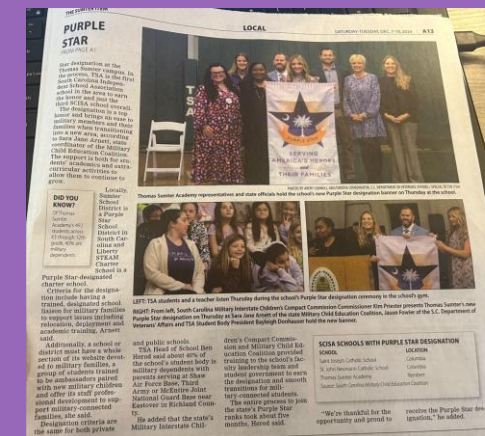 THE SUMTER ITEM
LOCAL
SATURDAY-TUESDAY, DEC. 7-10, 2024
A13
PURPLE
STAR
FROM PAGE A1
Star designation at the
Thomas Sumter campus. In
the process, TSA is the first
South Carolina Indepen-
dent School Association
school in the area to earn
the honor and just the
third SCISA school overall.
The designation is a top
honor and brings an ease to
military members and their
families when transitioning
into a new area, according
to Sara Jane Arnett, state
coordinator of the Military
Child Education Coalition.
The support is both for stu-
dents' academics and extra-
curricular activities to
allow them to continue to
grow.
DID YOU
KNOW?
Of Thomas
Sumter
Academy's
students
military
dependents.
Locally,
Sumter
School
District is
a Purple
Star
School
District in
South Car-
olina and
Liberty
STEAM
Charter
School is a
Purple Star-designated
charter school.
Criteria for the designa-
tion include having a
trained, designated school
liaison for military families
to support issues including
relocation, deployment and
academic training, Arnett
said.
Additionally, a school or
district must have a whole
section of its website devot-
ed to military families, a
group of students trained
to be ambassadors paired
with new military children
and offer its staff profes-
sional development to sup-
port military-connected
families, she said.
Designation criteria are
the same for both private
PURPLE STAR
SERVING
AMERICA'S HEROES
and
THEIR FAMILIES
Thomas Sumter Academy representatives and state officials hold the school's new Purple Star designation banner on Thursday at the school.
LEFT: TSA students and a teacher listen Thursday during the school's Purple Star designation ceremony in the school's gym.
RIGHT: From left, South Carolina Military Interstate Children's Compact Commission Commissioner Kim Priester presents Thomas Sumter's new
Purple Star designation on Thursday as Sara Jane Arnett of the state Military Child Education Coalition, Jason Fowler of the S.C. Department of
Veterans' Affairs and TSA Student Body President Bayleigh Donbauer hold the new banner.
and public schools.
TSA Head of School Ben
Herod said about 40% of
the school's student body is
military dependents with
parents serving at Shaw
Air Force Base, Third
Army or McEntire Joint
National Guard Base near
Eastover in Richland Coun-
ty.
He added that the state's
Military Interstate Chil-
dren's Compact Commis-
sion and Military Child Ed-
ucation Coalition provided
training to the school's fac-
ulty leadership team and
student government to earn
the designation and smooth
transitions for mili-
tary-connected students.
The entire process to join
the state's Purple Star
ranks took about five
months, Herod said.
SCISA SCHOOLS WITH PURPLE STAR DESIGNATION
SCHOOL
LOCATION
Saint Joseph Catholic School
Columbia
St. John Neumann Catholic School
Columbia
Thomas Sumter Academy
Rembert
Source: South Carolina Military Child Education Coalition
"We're thankful for the
opportunity and proud to
receive the Purple Star des-
ignation," he added.